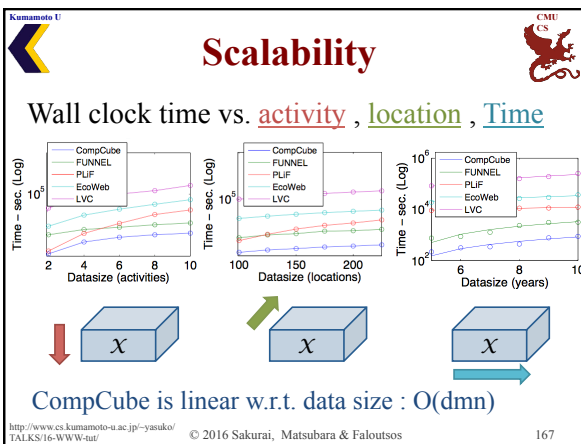 Kumamoto U
CMU
CS
Scalability
Wall clock time vs. activity , location , Time
CompCube
FUNNEL
PLiF
EcoWeb
LVC
10^5
Time – sec. (Log)
2 4 6 8 10
Datasize (activities)
CompCube
FUNNEL
PLiF
EcoWeb
LVC
10^5
Time – sec. (Log)
100 150 200
Datasize (locations)
CompCube
FUNNEL
PLiF
EcoWeb
LVC
10^6
10^4
10^2
Time – sec. (Log)
6 8 10
Datasize (years)
x
x
x
CompCube is linear w.r.t. data size : O(dmn)
http://www.cs.kumamoto-u.ac.jp/~yasuko/
TALKS/16-WWW-tut/
© 2016 Sakurai, Matsubara & Faloutsos
167